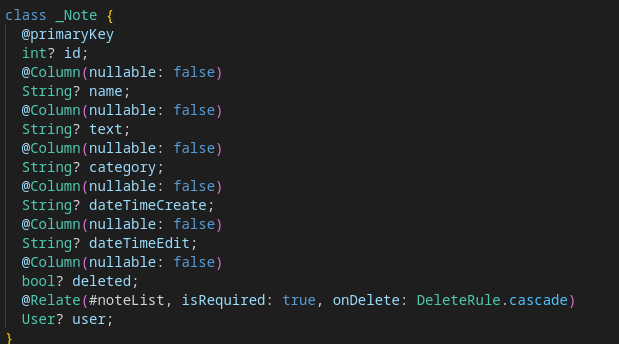 class _Note {
@primaryKey
int? id;
@Column(nullable: false)
String? name;
@Column(nullable: false)
String? text;
@Column(nullable: false)
String? category;
@Column(nullable: false)
String? dateTimeCreate;
@Column(nullable: false)
String? dateTimeEdit;
@Column(nullable: false)
bool? deleted;
@Relate(#noteList, isRequired: true, onDelete: DeleteRule.cascade)
User? user;
}